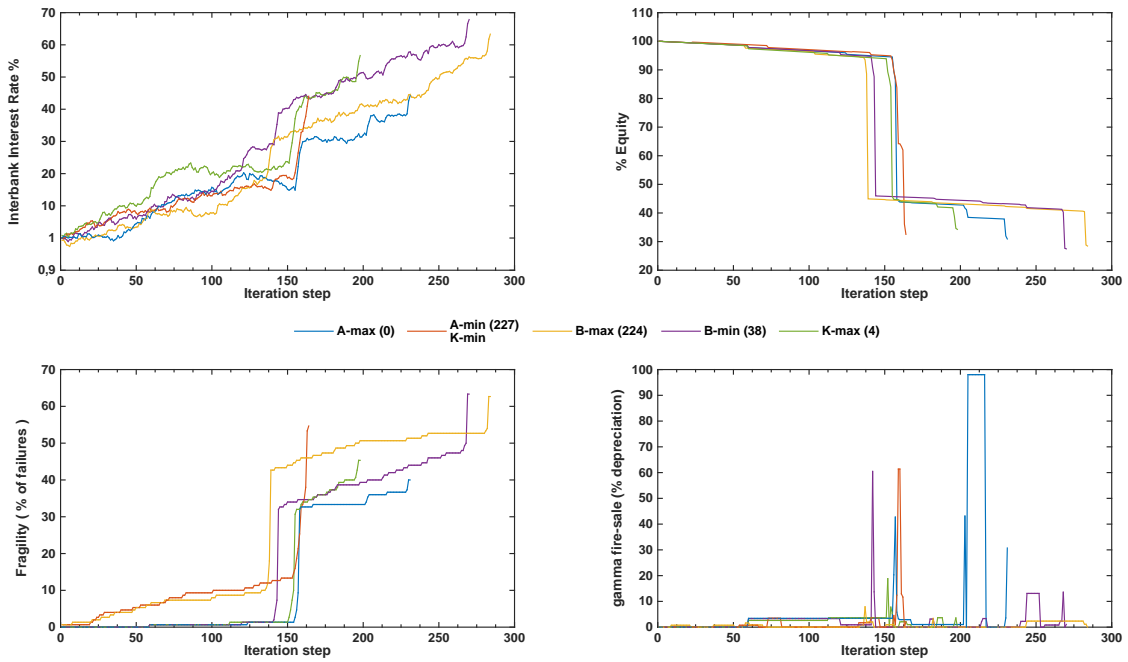 70
60
50
40
30
20
10
1
0,9
Interbank Interest Rate %
0 50 100 150 200 250 300
Iteration step
110
100
90
80
70
60
50
40
30
20
% Equity
0 50 100 150 200 250 300
Iteration step
A-max (0) A-min (227) B-max (224) B-min (38) K-max (4)
K-min
70
60
50
40
30
20
10
0
Fragility ( % of failures )
0 50 100 150 200 250 300
Iteration step
100
90
80
70
60
50
40
30
20
10
0
gamma fire-sale (% depreciation)
0 50 100 150 200 250 300
Iteration step